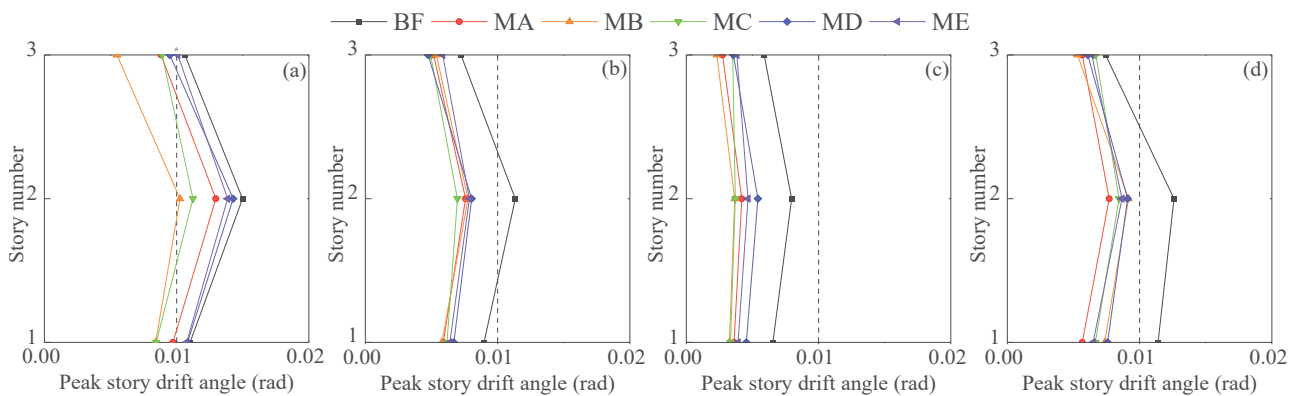 BF MA MB MC MD ME
(a)
3
2
1
Story number
0.00 0.01 0.02
Peak story drift angle (rad)
(b)
3
2
1
Story number
0.00 0.01 0.02
Peak story drift angle (rad)
(c)
3
2
1
Story number
0.00 0.01 0.02
Peak story drift angle (rad)
(d)
3
2
1
Story number
0.00 0.01 0.02
Peak story drift angle (rad)